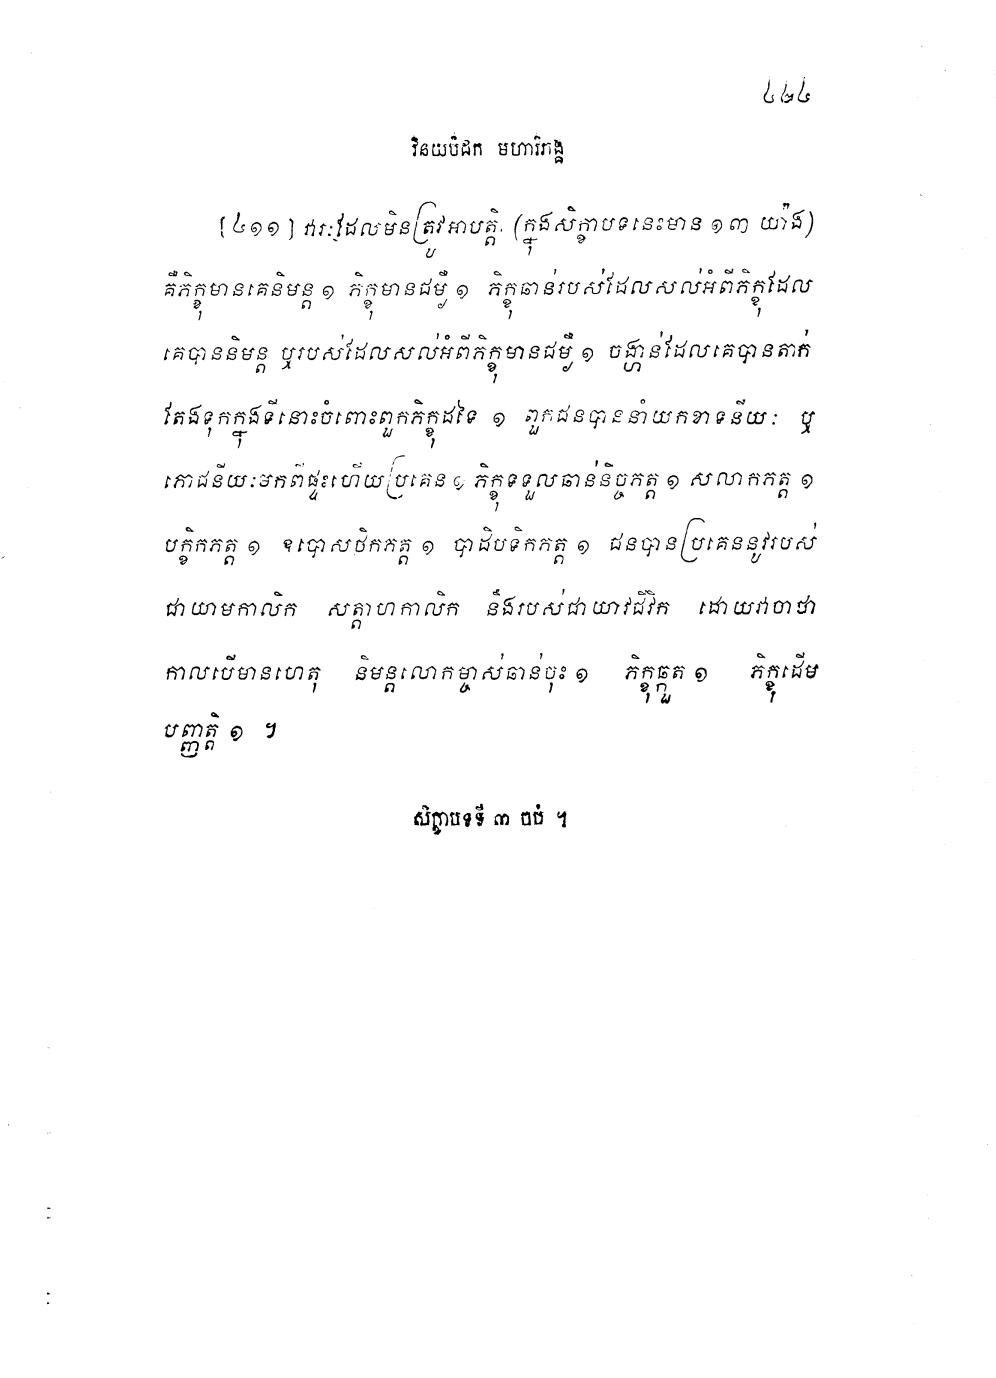 ៤២៤
វិនយបិដក មហាវិភង្គ
[៤១១] វារៈដែលមិនត្រូវអាបត្តិ (ក្នុងសិក្ខាបទនេះមាន ១៣ យ៉ាង)
គឺភិក្ខុមានគេនិមន្ត ១ ភិក្ខុមានជម្ងឺ ១ ភិក្ខុឆាន់របស់ដែលសល់អំពីភិក្ខុដែល
គេបាននិមន្ត ឬរបស់ដែលសល់អំពីភិក្ខុមានជម្ងឺ ១ ចង្ហាន់ដែលគេបានតាក់
តែងទុកក្នុងទីនោះចំពោះពួកភិក្ខុដទៃ ១ ពួកជនបាននាំយកខាទនីយៈ ឬ
ភោជនីយៈមកពីផ្ទះហើយប្រគេន ១ ភិក្ខុទទួលឆាន់និច្ចភត្ត ១ សលាកភត្ត ១
បក្ខិកភត្ត ១ ឧបោសថិកភត្ត ១ បាដិបទិកភត្ត ១ ជនបានប្រគេននូវរបស់
ជាយាមកាលិក សត្តាហកាលិក នឹងរបស់ជាយាវជីវិក ដោយវាចាថា
កាលបើមានហេតុ និមន្តលោកម្ចាស់ឆាន់ចុះ ១ ភិក្ខុឆ្កួត ១ ភិក្ខុដើម
បញ្ញត្តិ ១ ។
សិក្ខាបទទី ៣ ចប់ ។